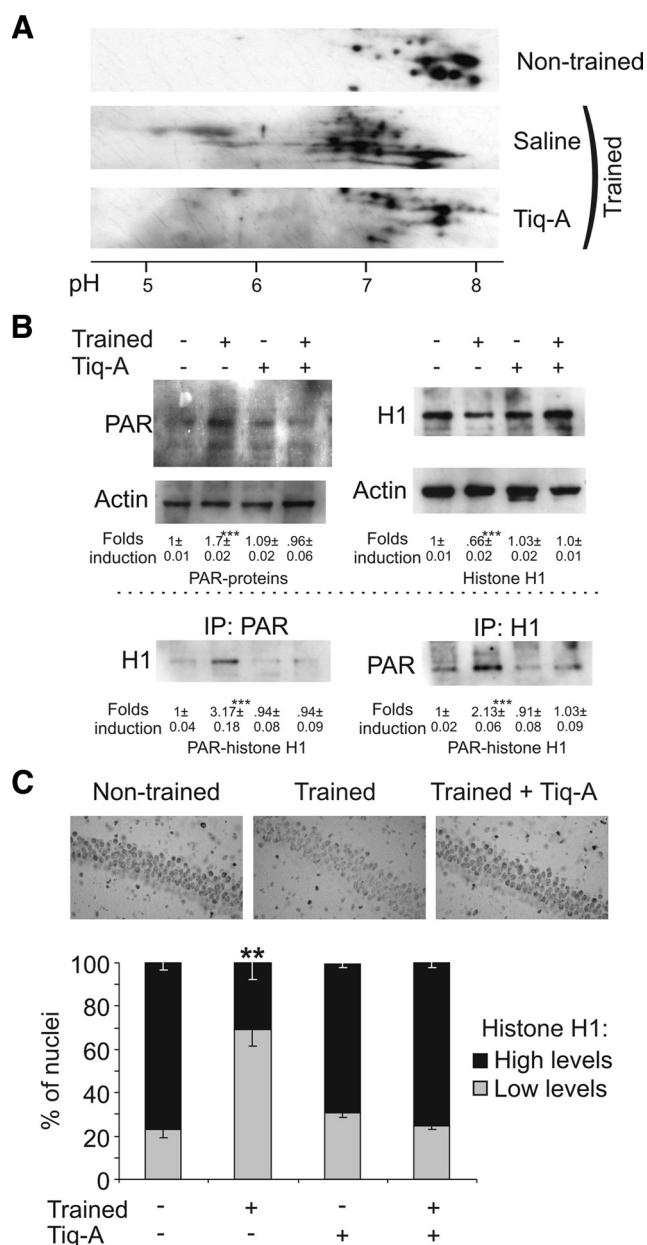 A
Non-trained
Saline
Trained
Tiq-A
pH 5 6 7 8
B
Trained - + - +
Tiq-A - - + +
PAR
Actin
Folds induction 1± 0.01 1.7± 0.02 *** 1.09± 0.02 .96± 0.06
PAR-proteins
- + - +
- - + +
H1
Actin
Folds induction 1± 0.01 .66± 0.02 *** 1.03± 0.02 1.0± 0.01
Histone H1
IP: PAR
H1
Folds induction 1± 0.04 3.17± 0.18 *** .94± 0.08 .94± 0.09
PAR-histone H1
IP: H1
PAR
Folds induction 1± 0.02 2.13± 0.06 *** .91± 0.08 1.03± 0.09
PAR-histone H1
C
Non-trained Trained Trained + Tiq-A
100
80
60
40
20
0
% of nuclei
**
Histone H1:
High levels
Low levels
Trained - + - +
Tiq-A - - + +